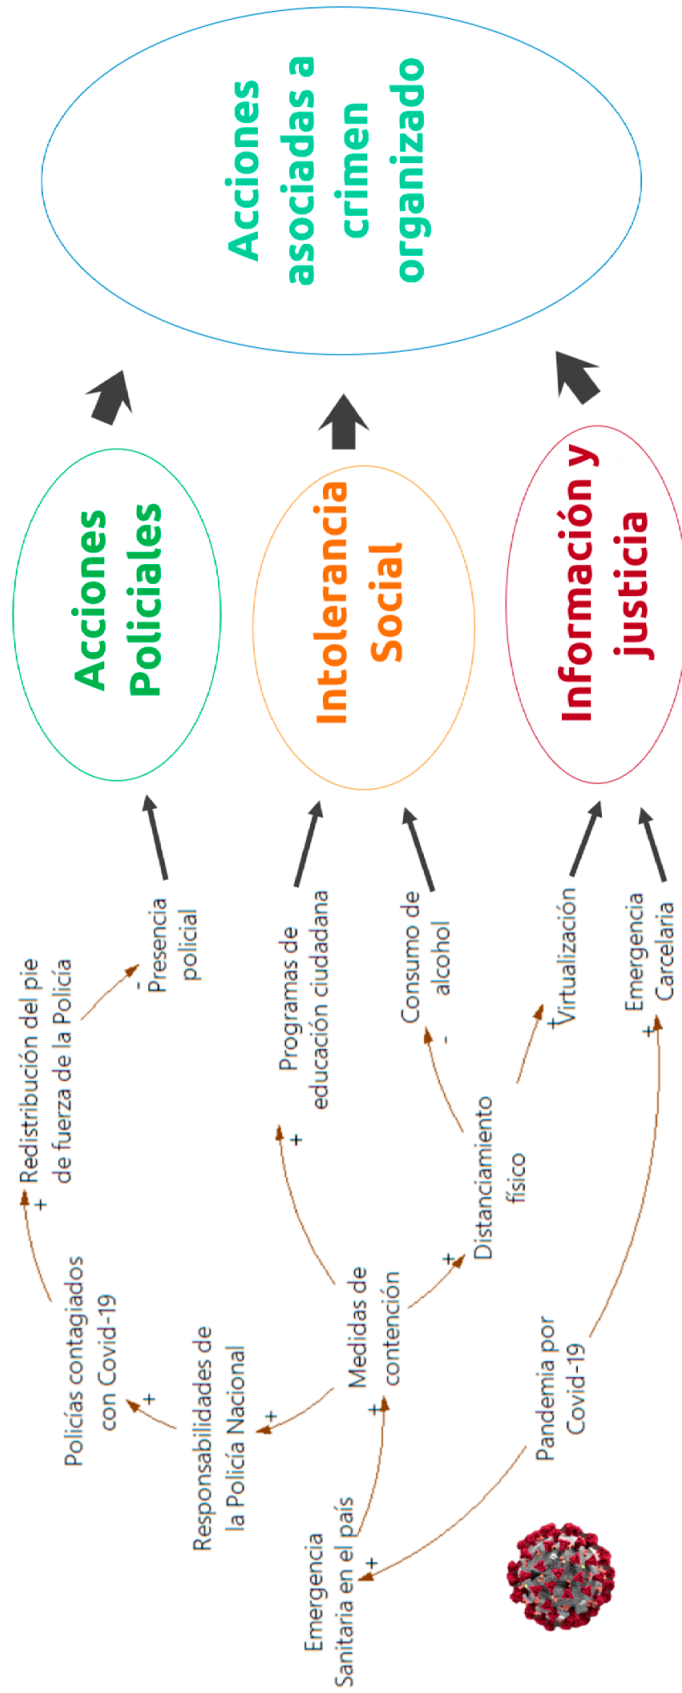 Policías contagiados
con Covid-19
+
+
Redistribución del pie
de fuerza de la Policía
-
Presencia
policial
Acciones
Policiales
Responsabilidades de
la Policía Nacional
+
Emergencia
Sanitaria en el país
+
+
Medidas de
contención
+
Programas de
educación ciudadana
-
Consumo de
alcohol
Intolerancia
Social
+
Distanciamiento
físico
Pandemia por
Covid-19
+
Virtualización
+
Emergencia
Carcelaria
Información y
justicia
Acciones
asociadas a
crimen
organizado